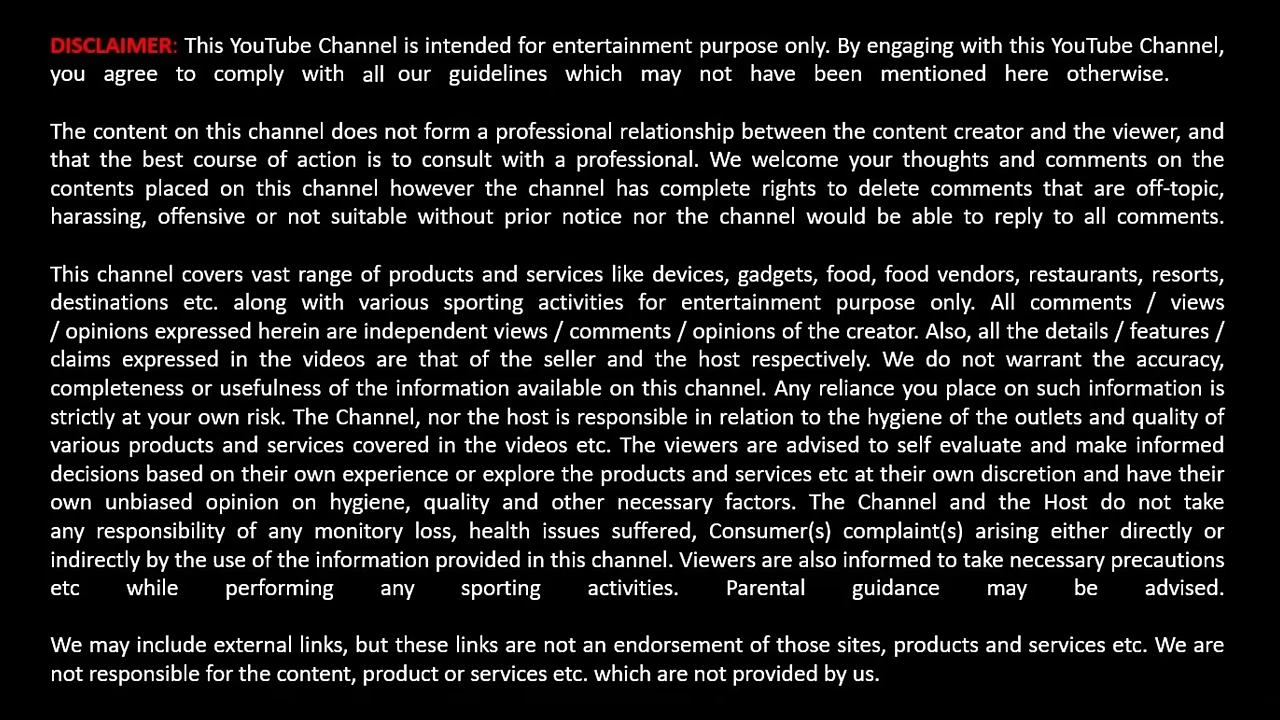 DISCLAIMER: This YouTube Channel is intended for entertainment purpose only. By engaging with this YouTube Channel,
you agree to comply with all our guidelines which may not have been mentioned here otherwise.
The content on this channel does not form a professional relationship between the content creator and the viewer, and
that the best course of action is to consult with a professional. We welcome your thoughts and comments on the
contents placed on this channel however the channel has complete rights to delete comments that are off-topic,
harassing, offensive or not suitable without prior notice nor the channel would be able to reply to all comments.
This channel covers vast range of products and services like devices, gadgets, food, food vendors, restaurants, resorts,
destinations etc. along with various sporting activities for entertainment purpose only. All comments / views
/ opinions expressed herein are independent views / comments / opinions of the creator. Also, all the details / features /
claims expressed in the videos are that of the seller and the host respectively. We do not warrant the accuracy,
completeness or usefulness of the information available on this channel. Any reliance you place on such information is
strictly at your own risk. The Channel, nor the host is responsible in relation to the hygiene of the outlets and quality of
various products and services covered in the videos etc. The viewers are advised to self evaluate and make informed
decisions based on their own experience or explore the products and services etc at their own discretion and have their
own unbiased opinion on hygiene, quality and other necessary factors. The Channel and the Host do not take
any responsibility of any monitory loss, health issues suffered, Consumer(s) complaint(s) arising either directly or
indirectly by the use of the information provided in this channel. Viewers are also informed to take necessary precautions
etc while performing any sporting activities. Parental guidance may be advised.
We may include external links, but these links are not an endorsement of those sites, products and services etc. We are
not responsible for the content, product or services etc. which are not provided by us.